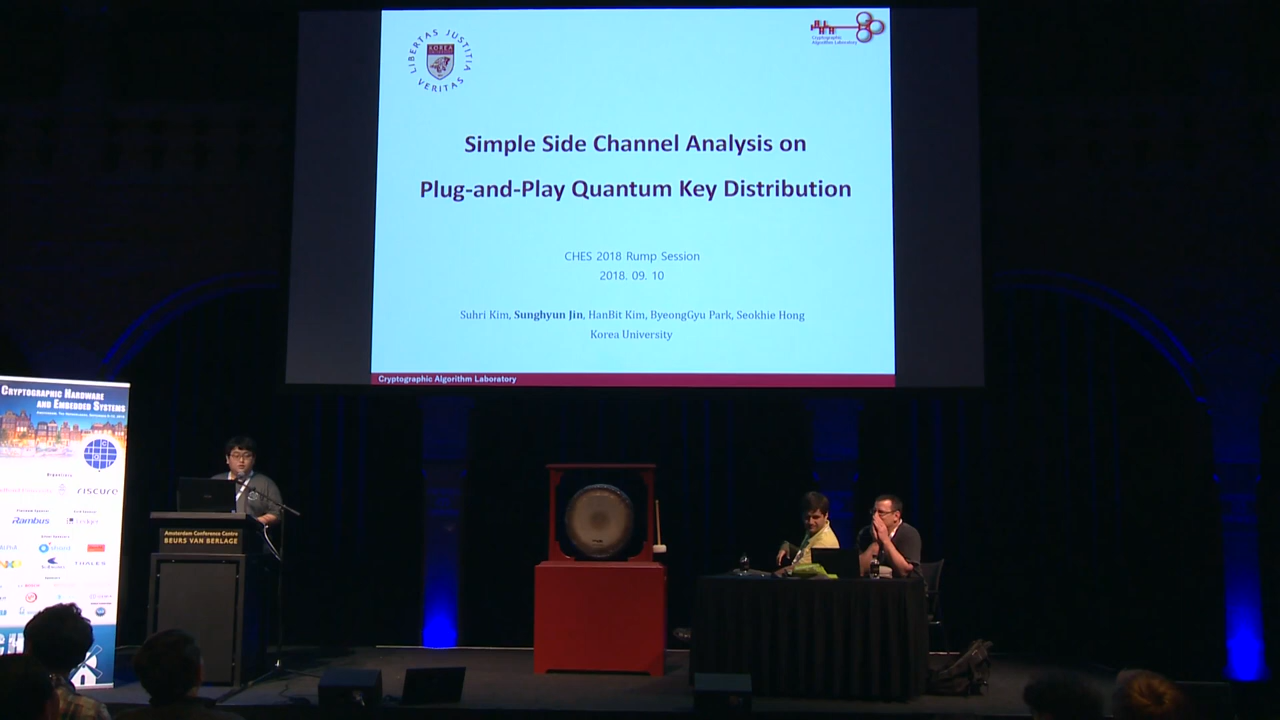 LIBERTAS JUSTITIA VERITAS
KOREA
Cryptographic
Algorithm Laboratory
Simple Side Channel Analysis on
Plug-and-Play Quantum Key Distribution
CHES 2018 Rump Session
2018. 09. 10
Suhri Kim, Sunghyun Jin, HanBit Kim, ByeongGyu Park, Seokhie Hong
Korea University
Cryptographic Algorithm Laboratory
CRYPTOGRAPHIC HARDWARE
AND EMBEDDED SYSTEMS
riscure
Rambus
THALES
Amsterdam Conference Centre
BEURS VAN BERLAGE